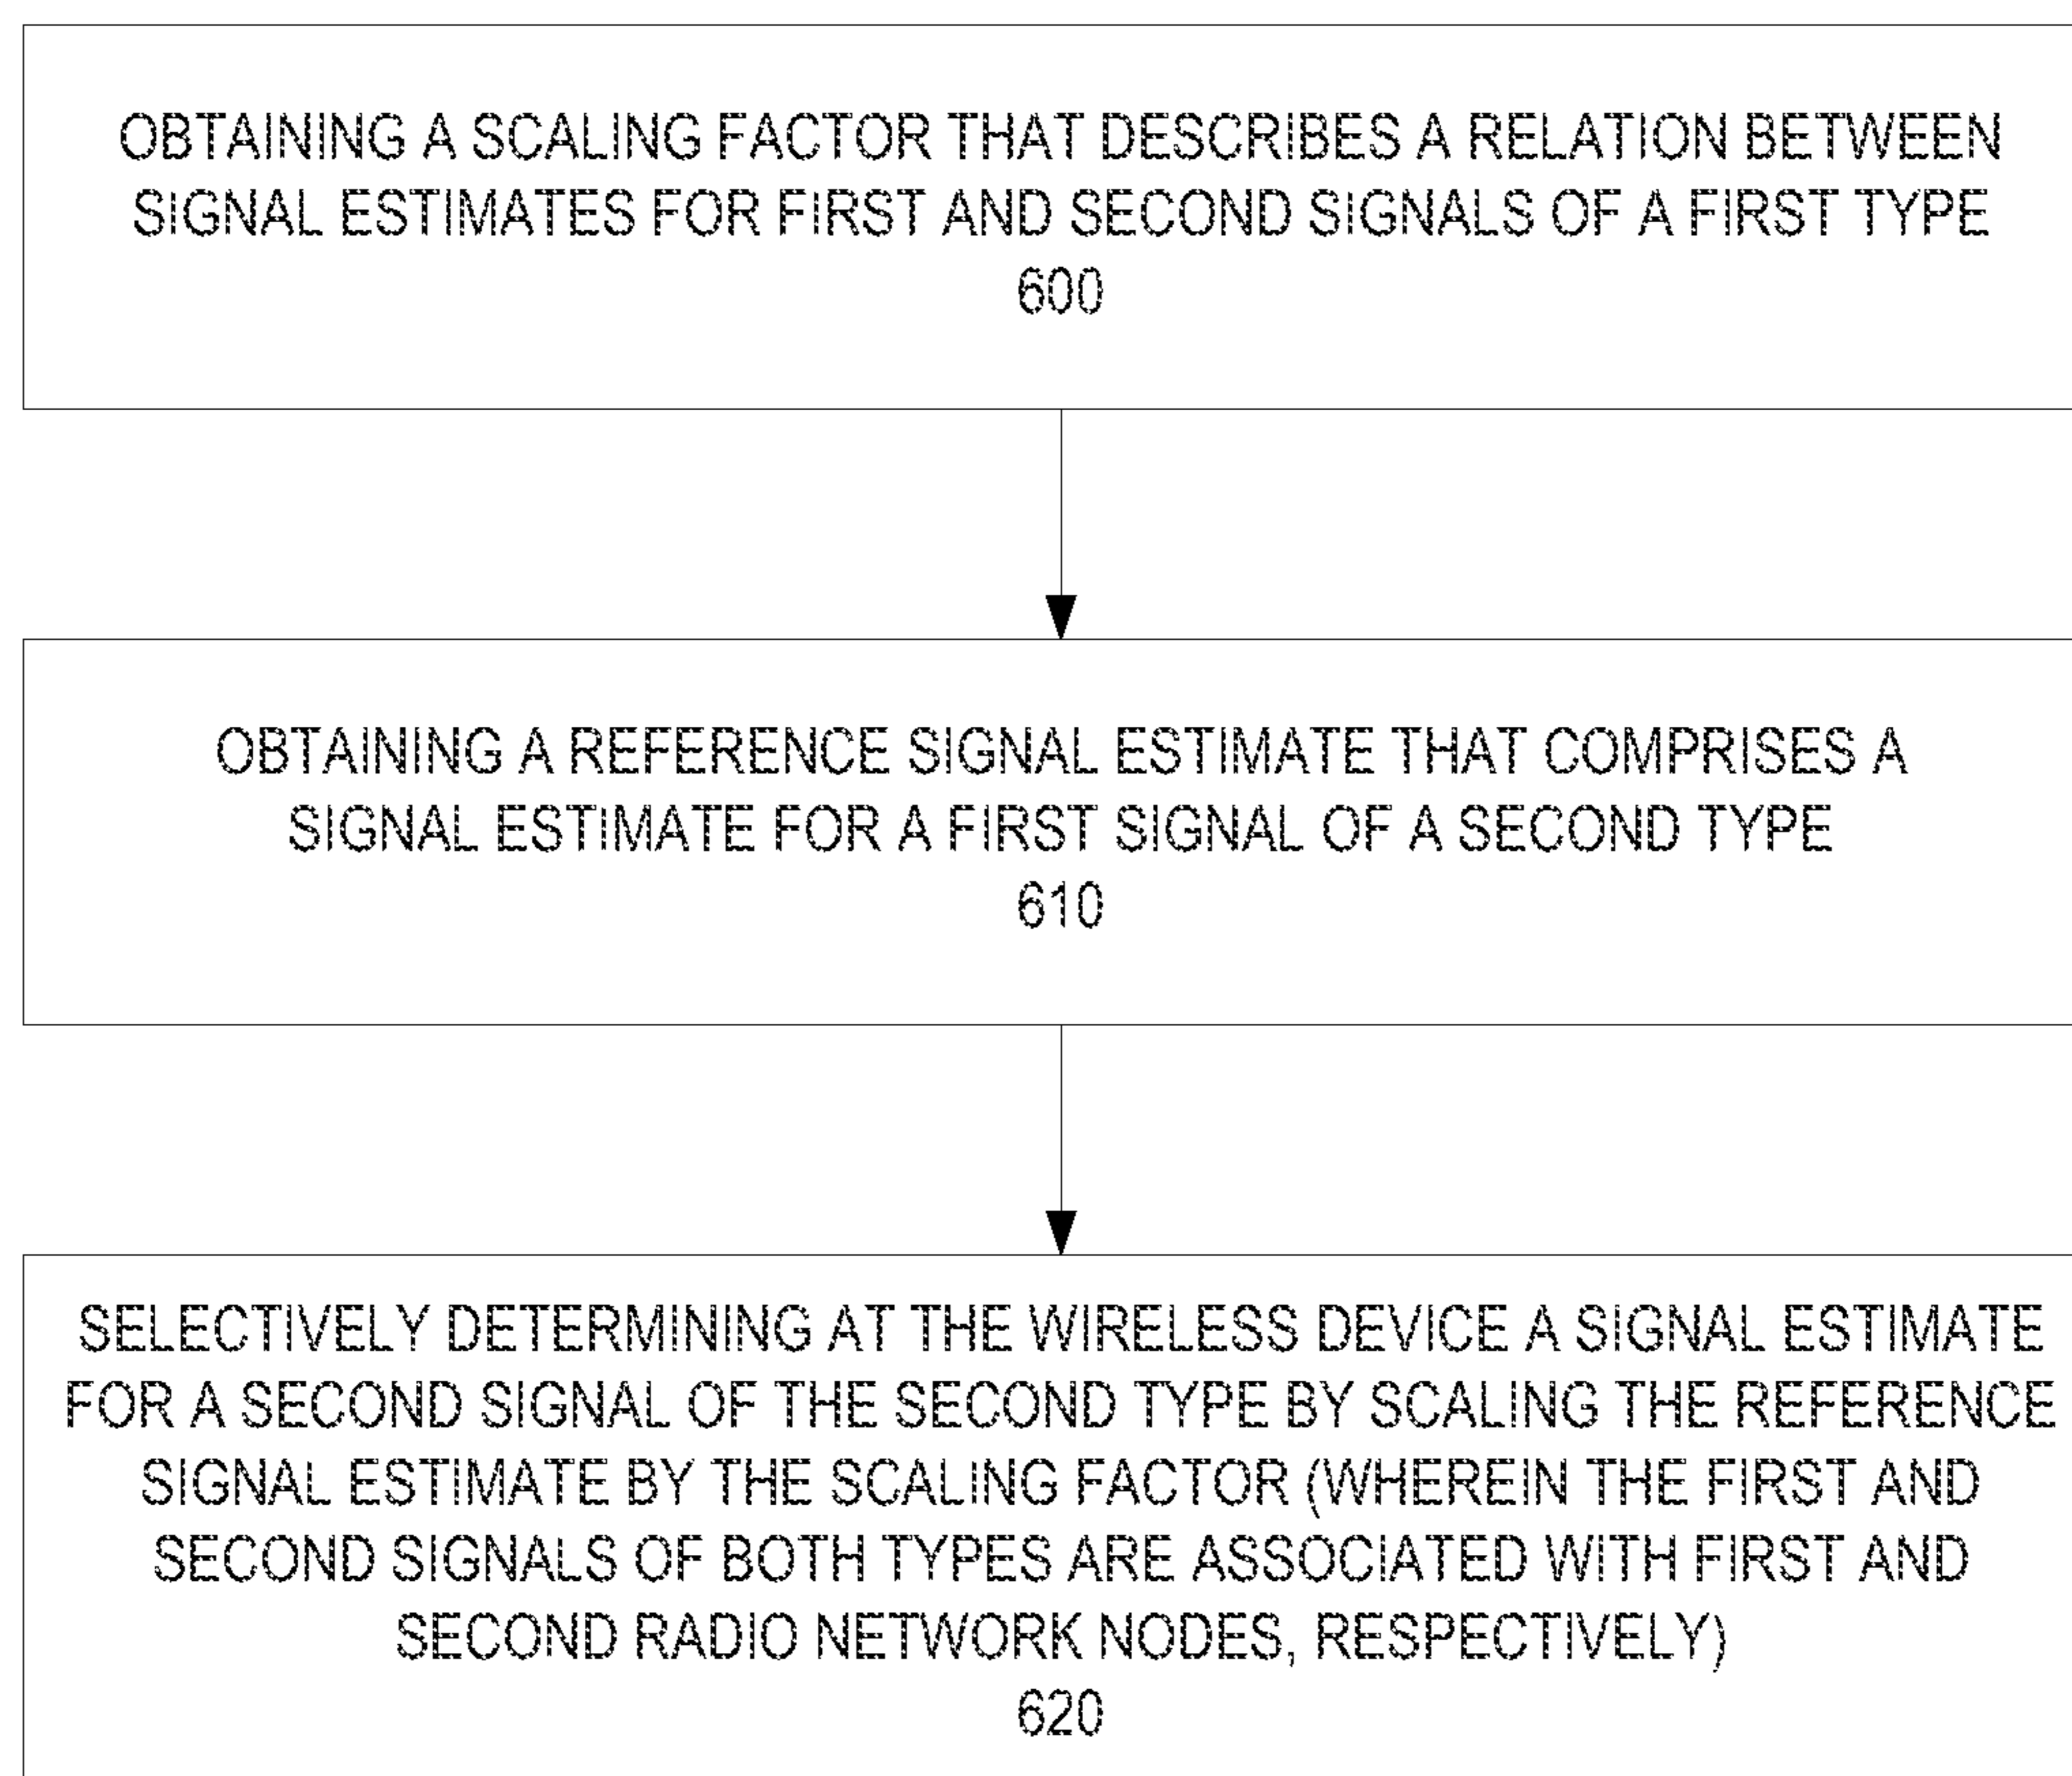 OBTAINING A SCALING FACTOR THAT DESCRIBES A RELATION BETWEEN
SIGNAL ESTIMATES FOR FIRST AND SECOND SIGNALS OF A FIRST TYPE
600
OBTAINING A REFERENCE SIGNAL ESTIMATE THAT COMPRISES A
SIGNAL ESTIMATE FOR A FIRST SIGNAL OF A SECOND TYPE
610
SELECTIVELY DETERMINING AT THE WIRELESS DEVICE A SIGNAL ESTIMATE
FOR A SECOND SIGNAL OF THE SECOND TYPE BY SCALING THE REFERENCE
SIGNAL ESTIMATE BY THE SCALING FACTOR (WHEREIN THE FIRST AND
SECOND SIGNALS OF BOTH TYPES ARE ASSOCIATED WITH FIRST AND
SECOND RADIO NETWORK NODES, RESPECTIVELY)
620